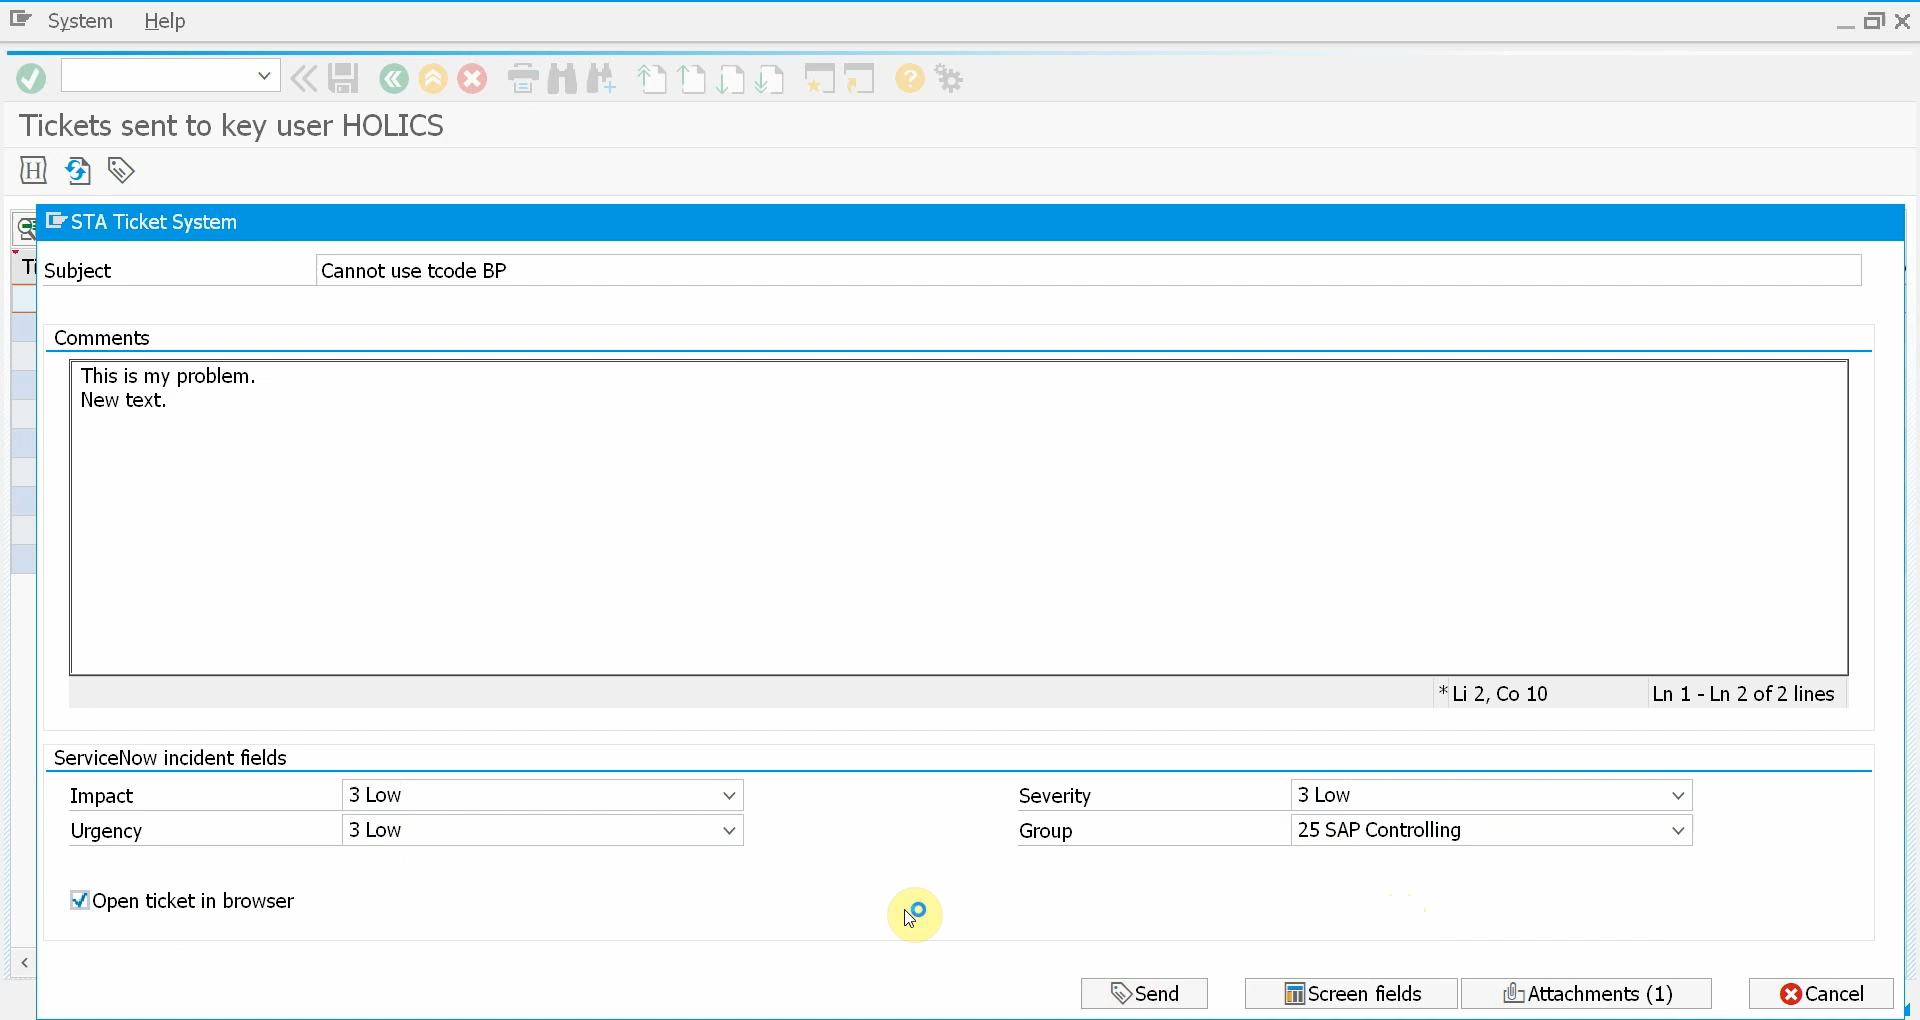 System Help
Tickets sent to key user HOLICS
H
STA Ticket System
Ti
Subject Cannot use tcode BP
Comments
This is my problem.
New text.
* Li 2, Co 10 Ln 1 - Ln 2 of 2 lines
ServiceNow incident fields
Impact 3 Low Severity 3 Low
Urgency 3 Low Group 25 SAP Controlling
Open ticket in browser
Send Screen fields Attachments (1) Cancel